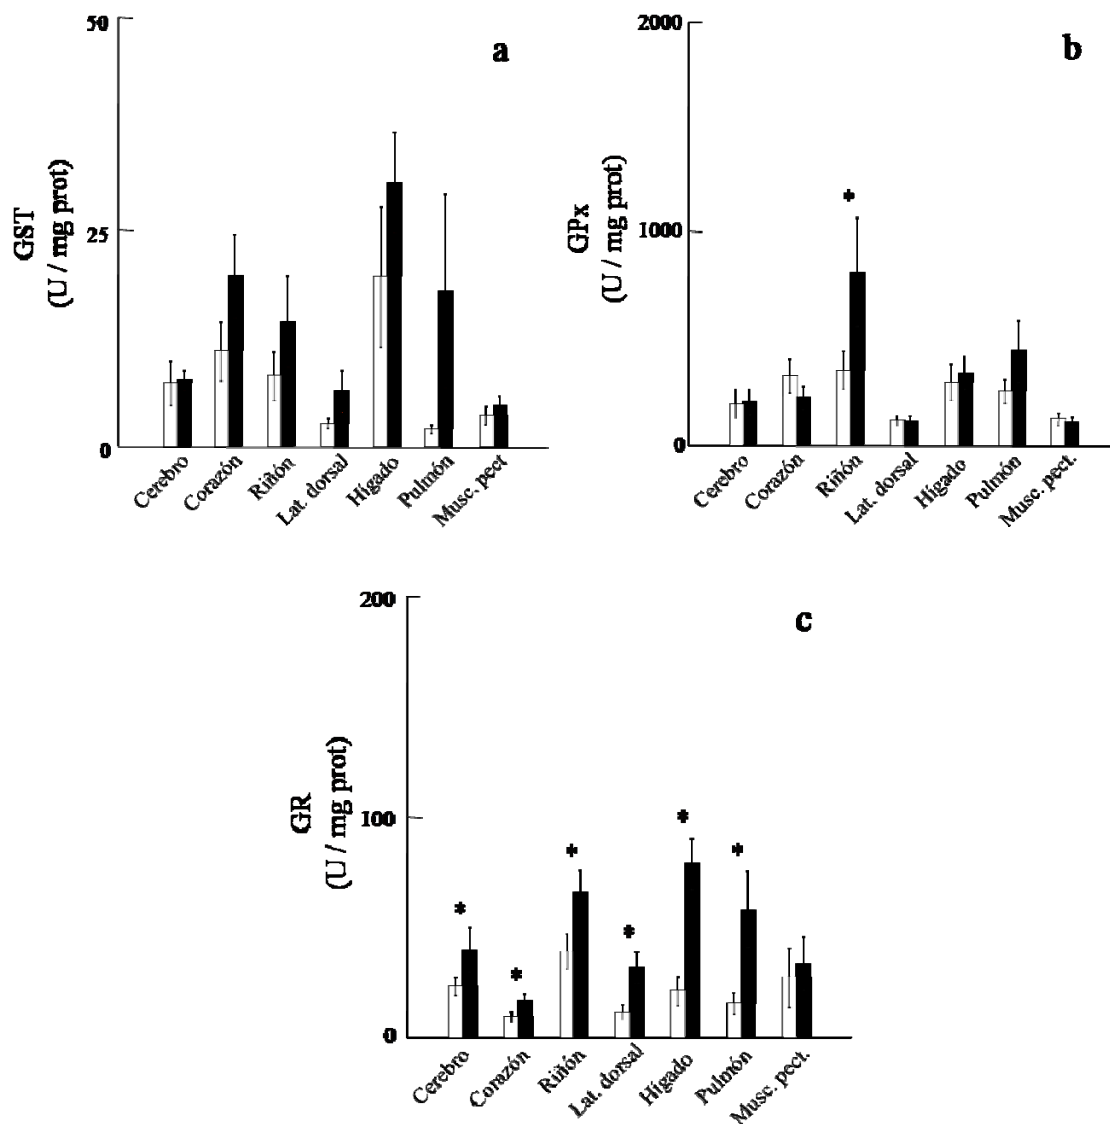 a
50
25
0
GST
(U / mg prot)
Cerebro
Corazón
Riñón
Lat. dorsal
Hígado
Pulmón
Musc. pect
b
2000
1000
0
GPx
(U / mg prot)
*
Cerebro
Corazón
Riñón
Lat. dorsal
Hígado
Pulmón
Musc. pect.
c
200
100
0
GR
(U / mg prot)
*
*
*
*
*
*
Cerebro
Corazón
Riñón
Lat. dorsal
Hígado
Pulmón
Musc. pect.